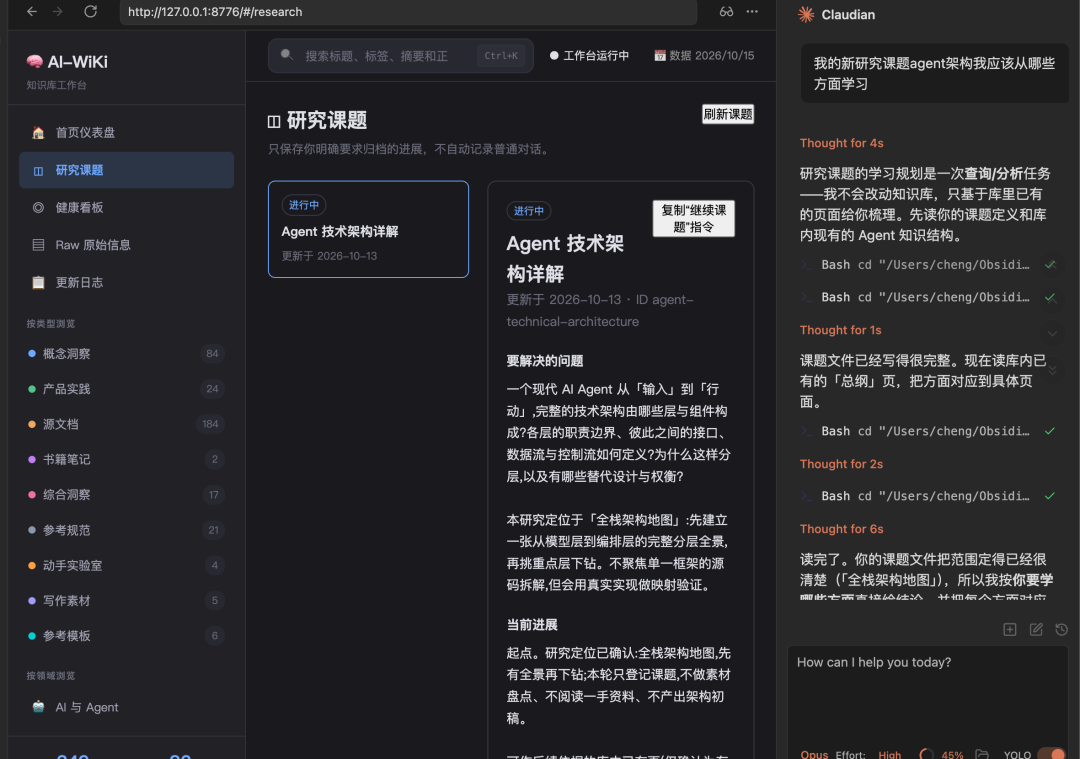 http://127.0.0.1:8776/#/research
AI-WiKi
知识库工作台
首页仪表盘
研究课题
健康看板
Raw 原始信息
更新日志
按类型浏览
概念洞察 84
产品实践 24
源文档 184
书籍笔记 2
综合洞察 17
参考规范 21
动手实验室 4
写作素材 5
参考模板 6
按领域浏览
AI 与 Agent
搜索标题、标签、摘要和正 Ctrl+K
工作台运行中
数据 2026/10/15
研究课题
刷新课题
只保存你明确要求归档的进展，不自动记录普通对话。
进行中
Agent 技术架构详解
更新于 2026-10-13
进行中
复制“继续课
题”指令
Agent 技术架
构详解
更新于 2026-10-13 · ID agent-
technical-architecture
要解决的问题
一个现代 AI Agent 从「输入」到「行
动」,完整的技术架构由哪些层与组件构
成?各层的职责边界、彼此之间的接口、
数据流与控制流如何定义?为什么这样分
层,以及有哪些替代设计与权衡?
本研究定位于「全栈架构地图」:先建立
一张从模型层到编排层的完整分层全景,
再挑重点层下钻。不聚焦单一框架的源
码拆解,但会用真实实现做映射验证。
当前进展
起点。研究定位已确认:全栈架构地图,先
有全景再下钻;本轮只登记课题,不做素材
盘点、不阅读一手资料、不产出架构初
稿。
Claudian
我的新研究课题agent架构我应该从哪些
方面学习
Thought for 4s
研究课题的学习规划是一次查询/分析任务
——我不会改动知识库，只基于库里已有
的页面给你梳理。先读你的课题定义和库
内现有的 Agent 知识结构。
Bash cd "/Users/cheng/Obsidi…
Bash cd "/Users/cheng/Obsidi…
Thought for 1s
课题文件已经写得很完整。现在读库内已
有的「总纲」页，把方面对应到具体页
面。
Bash cd "/Users/cheng/Obsidi…
Thought for 2s
Bash cd "/Users/cheng/Obsidi…
Thought for 6s
读完了。你的课题文件把范围定得已经很
清楚（「全栈架构地图」），所以我按你要学
哪些方面直接给结论，并把每个方面对应
How can I help you today?
Opus Effort: High 45% YOLO